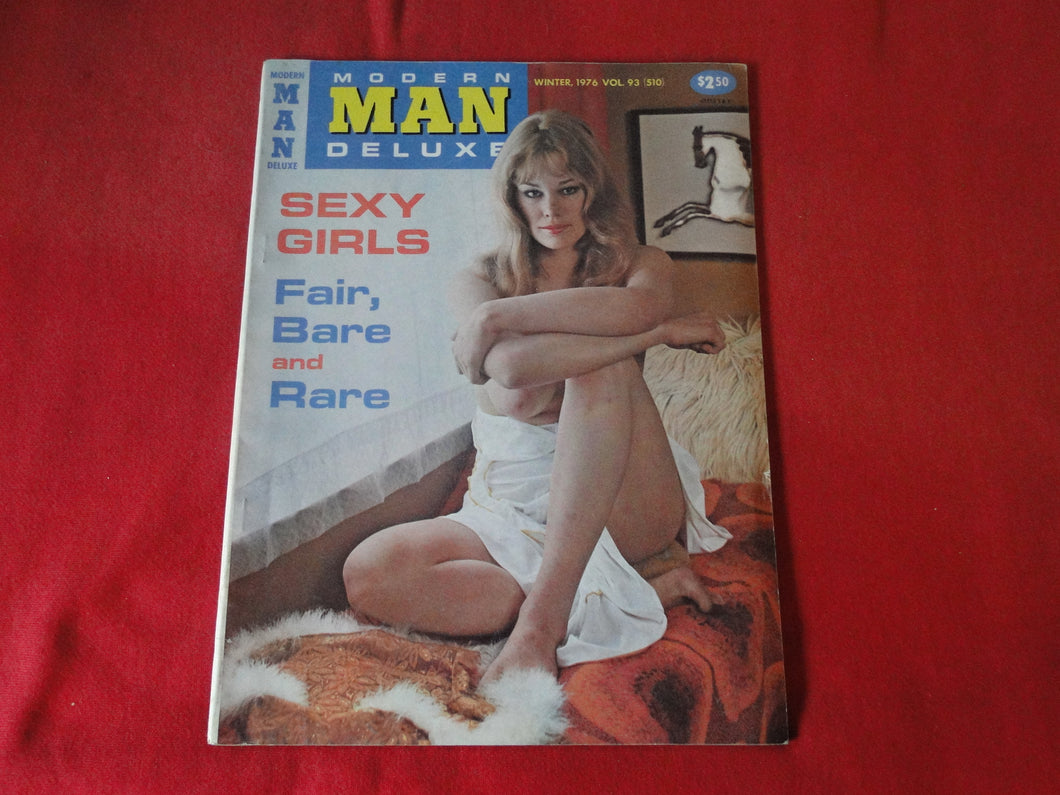 MODERN
MAN
DELUXE
MODERN
MAN
DELUXE
WINTER, 1976 VOL. 93 (510)
$2.50
SEXY
GIRLS
Fair,
Bare
and
Rare